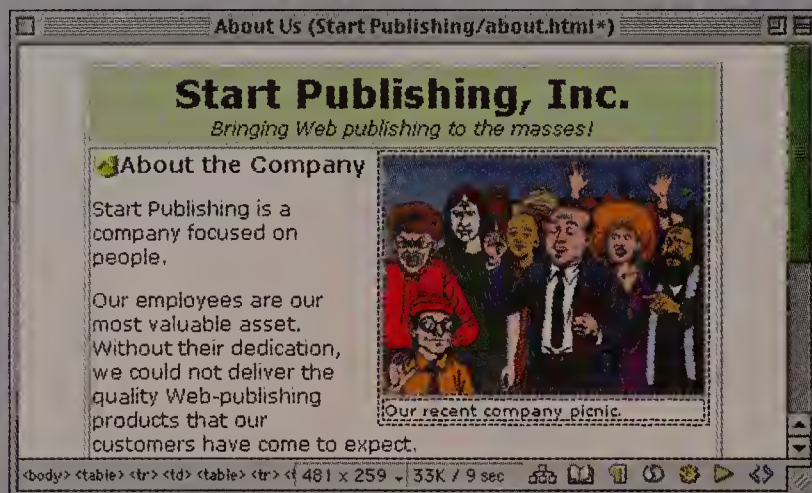 About Us (Start Publishing/about.html*)
Start Publishing, Inc.
Bringing Web publishing to the masses!
About the Company
Start Publishing is a
company focused on
people.
Our employees are our
most valuable asset.
Without their dedication,
we could not deliver the
quality Web-publishing
products that our
customers have come to expect.
Our recent company picnic.
<body> <table> <tr> <td> <table> <tr> <t 481 x 259 33K / 9 sec